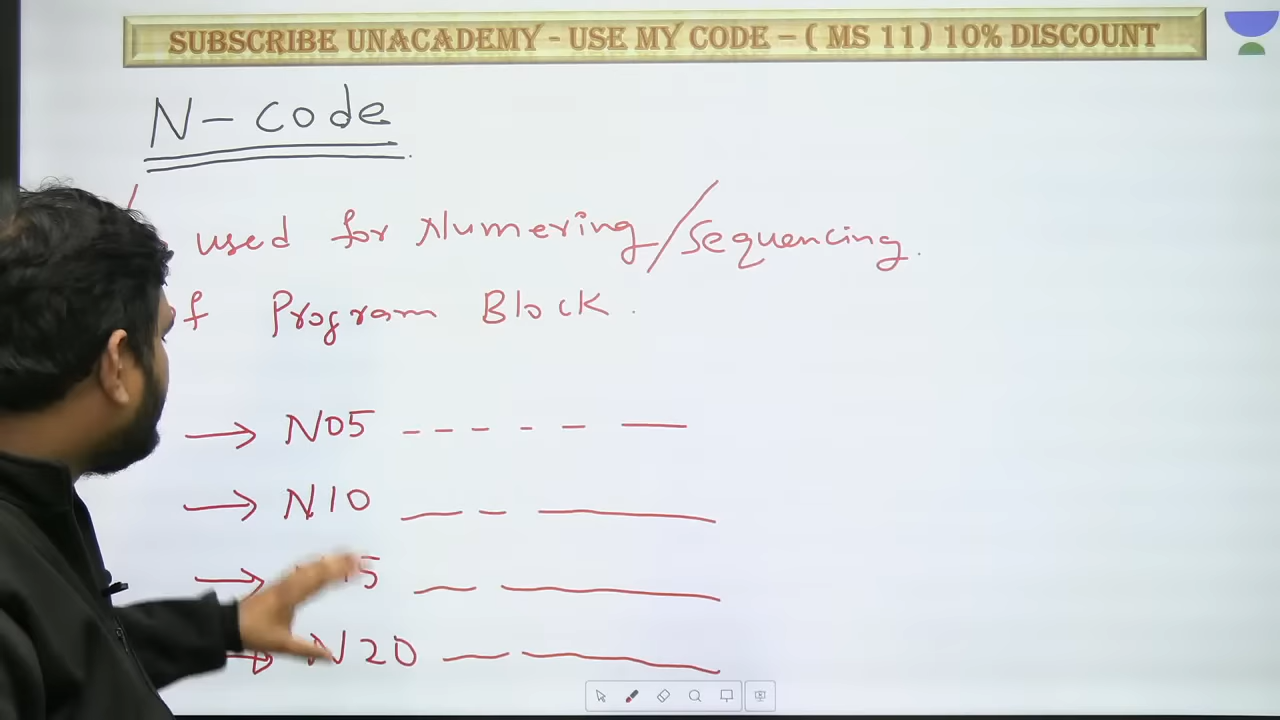 SUBSCRIBE UNACADEMY - USE MY CODE – ( MS 11) 10% DISCOUNT
N - code
used for Numering/Sequencing.
Program Block.
→ N05 - - - - - —
→ N10 — - —
→ — —
→ N20 — —